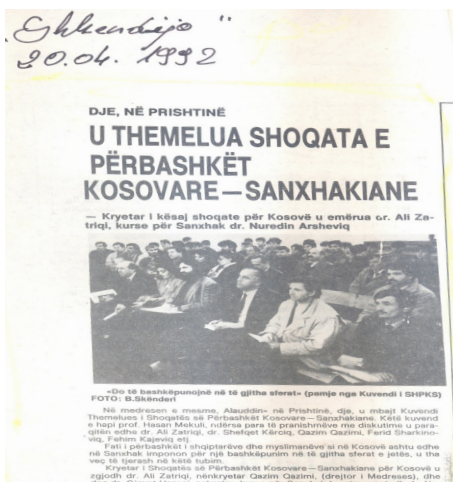 „Shkendija"
20.04. 1992
DJE, NË PRISHTINË
U THEMELUA SHOQATA E
PËRBASHKËT
KOSOVARE—SANXHAKIANE
— Kryetar i kësaj shoqate për Kosovë u emërua dr. Ali Za-
triqi, kurse për Sanxhak dr. Nuredin Arsheviq
«Do të bashkëpunojnë në të gjitha sferat» (pamje nga Kuvendi i SHPKS)
FOTO: B.Skënderi
Në medresen e mesme, Alauddin» në Prishtinë, dje, u mbajt Kuvendi
Themelues i Shoqatës së Përbashkët Kosovare—Sanxhakiane. Këtë kuvend
e hapi prof. Hasan Mekuli, ndërsa para të pranishmëve me diskutime u para-
qitën edhe dr. Ali Zatriqi, dr. Shefqet Kërciq, Qazim Qazimi, Ferid Sharkino-
viq, Fehim Kajeviq etj.
Fati i përbashkët i shqiptarëve dhe myslimanëve si në Kosovë ashtu edhe
në Sanxhak imponon për një bashkëpunim në të gjitha sferat e jetës, u tha
veç të tjerash në këtë tubim.
Kryetar i Shoqatës së Përbashkët Kosovare—Sanxhakiane për Kosovë u
zgjodh dr. Ali Zatriqi, nënkryetar Qazim Qazimi, (drejtor i Medreses), dhe